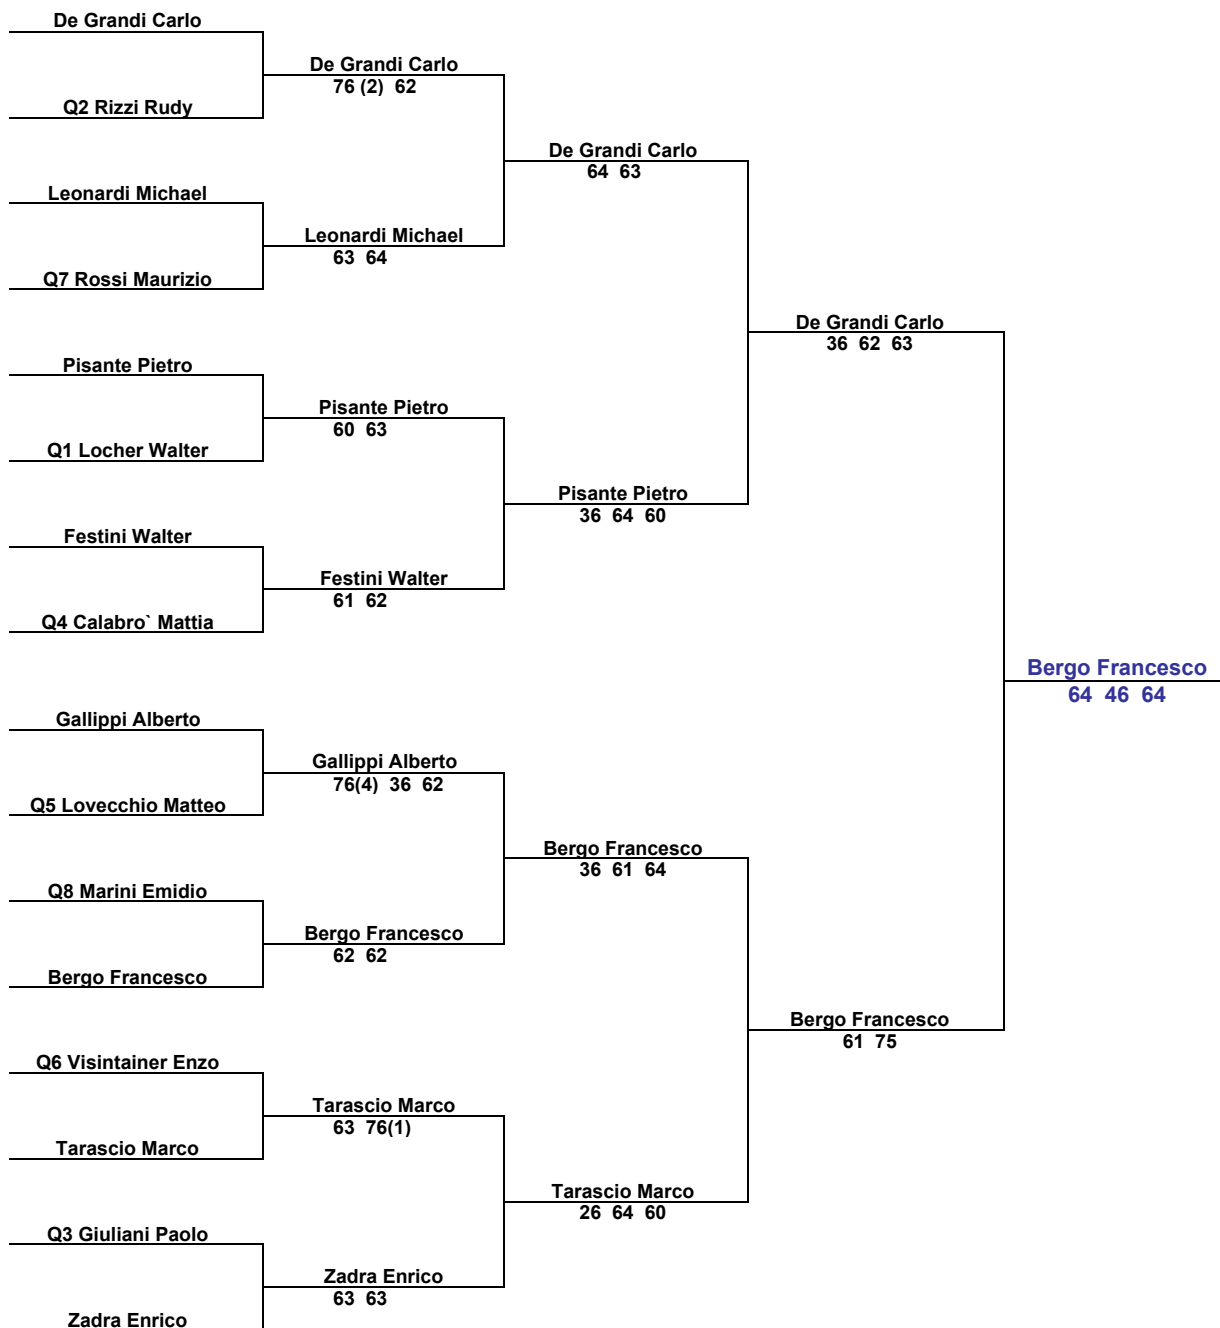 De Grandi Carlo
De Grandi Carlo
76 (2) 62
Q2 Rizzi Rudy
De Grandi Carlo
64 63
Leonardi Michael
Leonardi Michael
63 64
Q7 Rossi Maurizio
De Grandi Carlo
36 62 63
Pisante Pietro
Pisante Pietro
60 63
Q1 Locher Walter
Pisante Pietro
36 64 60
Festini Walter
Festini Walter
61 62
Q4 Calabro` Mattia
Bergo Francesco
64 46 64
Gallippi Alberto
Gallippi Alberto
76(4) 36 62
Q5 Lovecchio Matteo
Bergo Francesco
36 61 64
Q8 Marini Emidio
Bergo Francesco
62 62
Bergo Francesco
Bergo Francesco
61 75
Q6 Visintainer Enzo
Tarascio Marco
63 76(1)
Tarascio Marco
Tarascio Marco
26 64 60
Q3 Giuliani Paolo
Zadra Enrico
63 63
Zadra Enrico